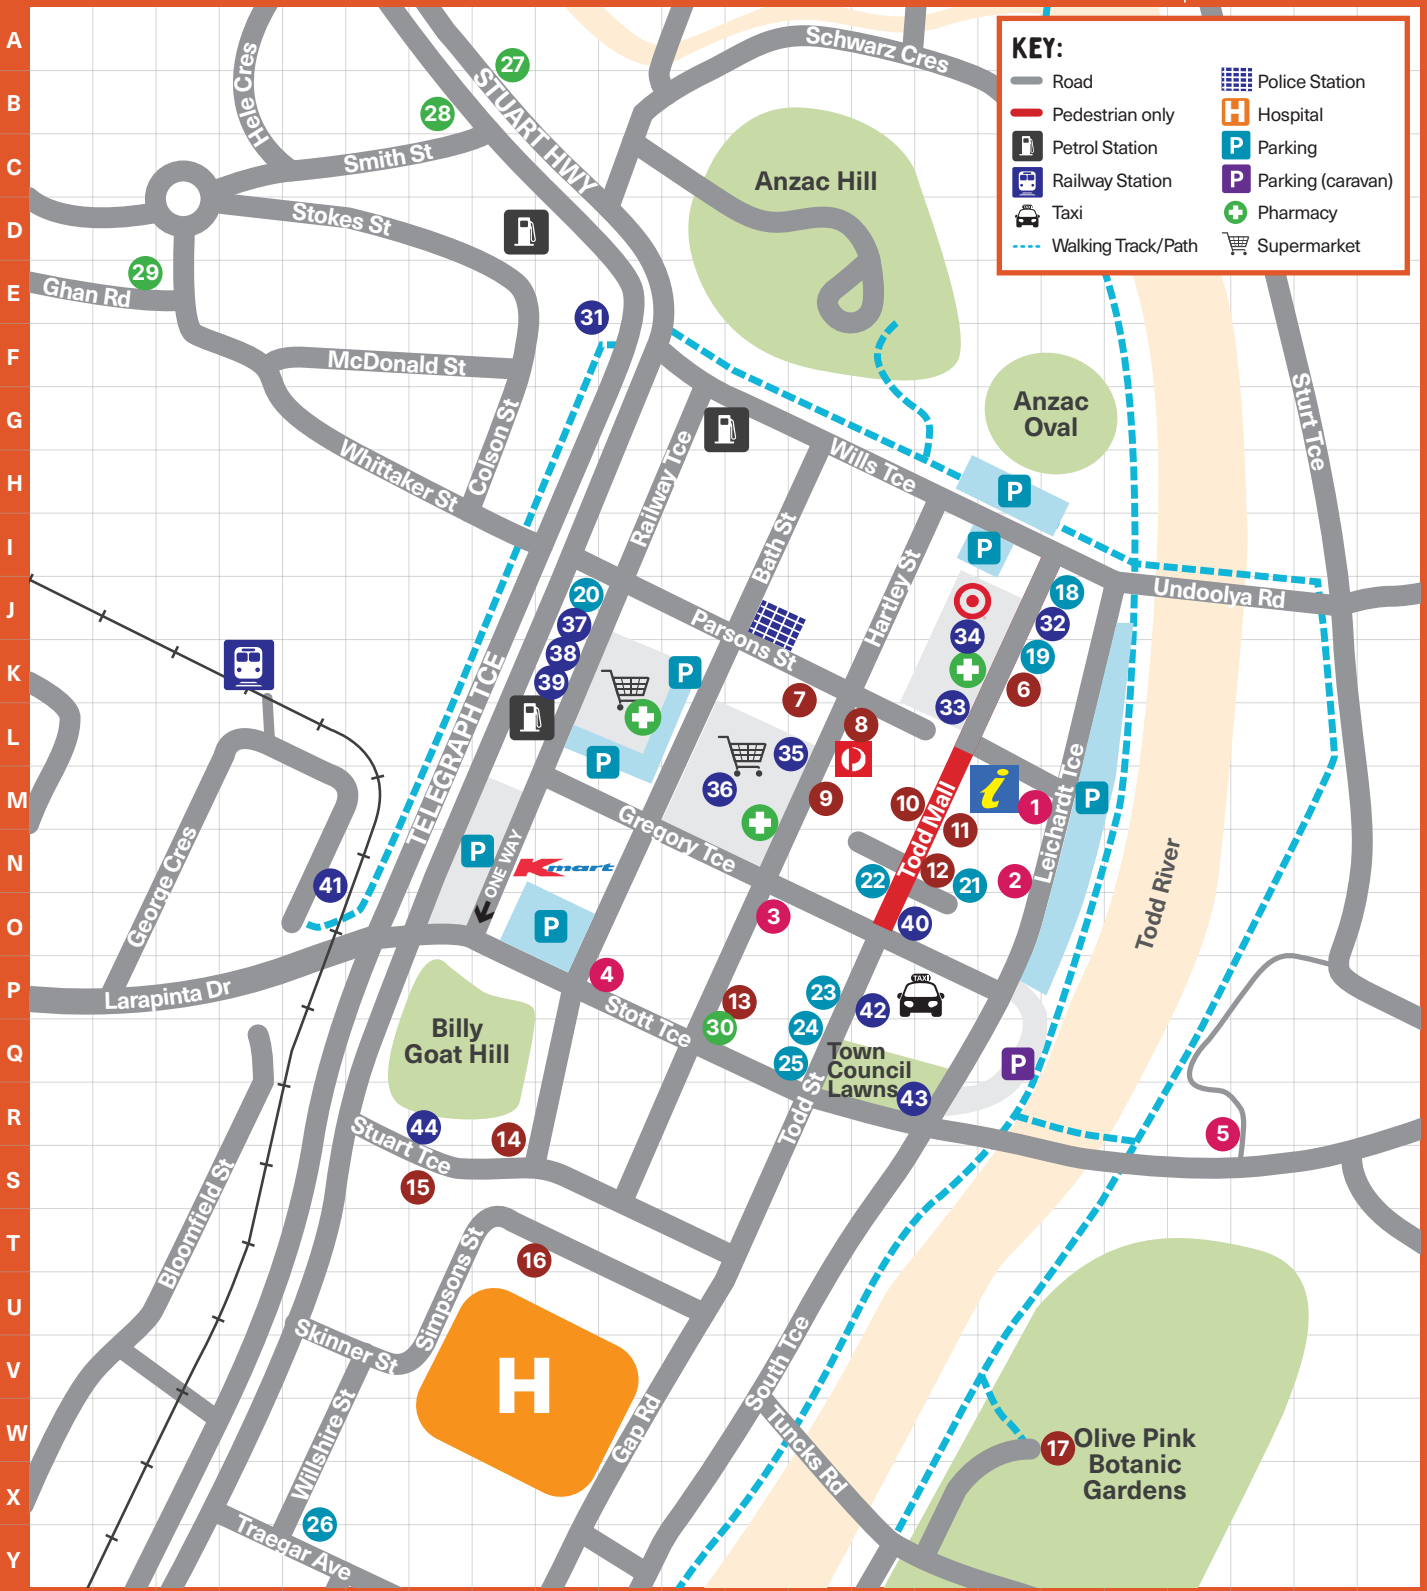 A
B
C
D
E
F
G
H
I
J
K
L
M
N
O
P
Q
R
S
T
U
V
W
X
Y
KEY:
Road
Pedestrian only
Petrol Station
Railway Station
Taxi
Walking Track/Path
Police Station
H Hospital
P Parking
P Parking (caravan)
Pharmacy
Supermarket
Schwarz Cres
Hele Cres
27
STUART HWY
28
Smith St
Anzac Hill
Stokes St
29
Ghan Rd
31
McDonald St
Anzac
Oval
Sturt Tce
Colson St
Whittaker St
Railway Tce
Wills Tce
P
Bath St
P
Hartley St
Undoolya Rd
20
18
37
34
32
Parsons St
38
19
39
P
6
7
33
8
TELEGRAPH TCE
35
P
36
9
10
i
1
P
Leichardt Tce
Todd Mall
11
Gregory Tce
George Cres
P
ONE WAY
Kmart
12
22
21
2
41
Todd River
P
3
40
4
Larapinta Dr
13
23
42
TAXI
30
24
Stott Tce
Billy
Goat Hill
25
Town
Council
Lawns
P
43
Todd St
44
14
5
Stuart Tce
15
Bloomfield St
Simpsons St
16
Skinner St
H
South Tce
Willshire St
Gap Rd
Tuncks Rd
17
Olive Pink
Botanic
Gardens
26
Traegar Ave